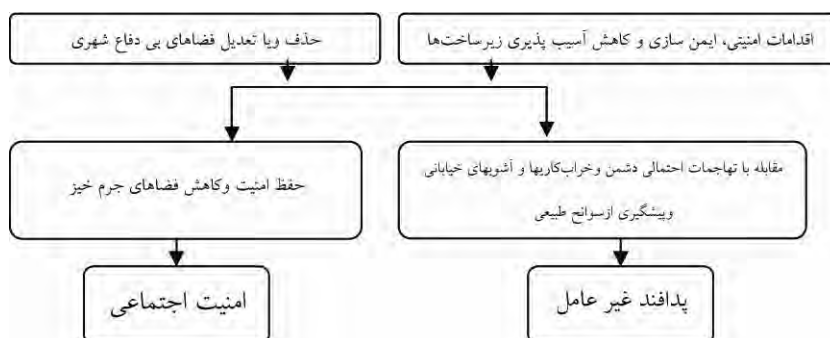 اقدامات امنیتی، ایمن سازی و کاهش آسیب پذیری زیرساخت‌ها
حذف ویا تعدیل فضاهای بی دفاع شهری
مقابله با تهاجمات احتمالی دشمن وخراب‌کاریها و آشوبهای خیابانی
وپیشگیری ازسوانح طبیعی
حفظ امنیت وکاهش فضاهای جرم خیز
پدافند غیر عامل
امنیت اجتماعی